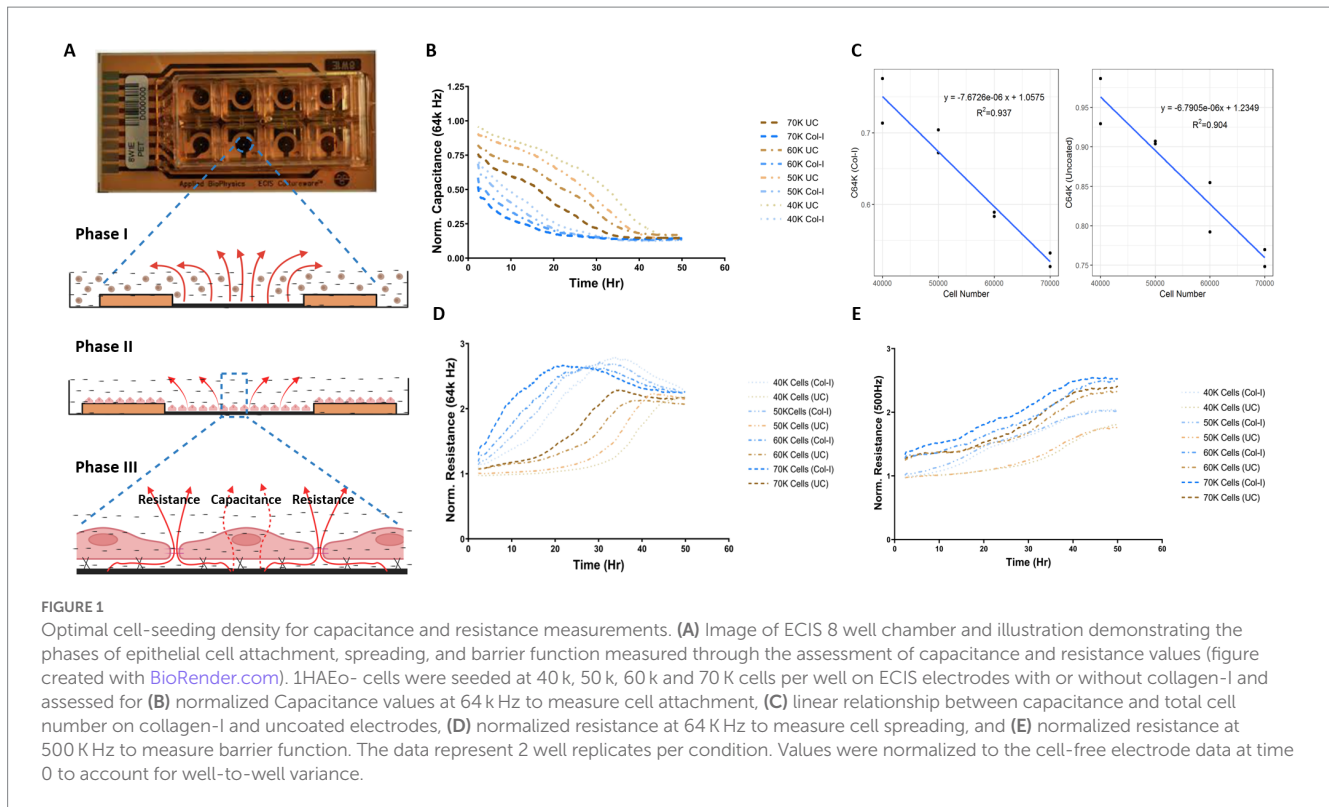 A
BWIE
PET
D000000
8W1E
Applied BioPhysics ECIS Cultureware™
Phase I
Phase II
Phase III
Resistance Capacitance Resistance
B
Norm. Capacitance (64k Hz)
1.25
1.00
0.75
0.50
0.25
0.00
0 10 20 30 40 50 60
Time (Hr)
70K UC
70K Col-I
60K UC
60K Col-I
50K UC
50K Col-I
40K UC
40K Col-I
C
C64K (Col-I)
0.7
0.6
y = -7.6726e-06 x + 1.0575
R²=0.937
40000 50000 60000 70000
Cell Number
C64K (Uncoated)
0.95
0.90
0.85
0.80
0.75
y = -6.7905e-06x + 1.2349
R²=0.904
40000 50000 60000 70000
Cell Number
D
Norm. Resistance (64k Hz)
3
2
1
0
0 10 20 30 40 50 60
Time (Hr)
40K Cells (Col-I)
40K Cells (UC)
50KCells (Col-I)
50K Cells (UC)
60K Cells (Col-I)
60K Cells (UC)
70K Cells (Col-I)
70K Cells (UC)
E
Norm. Resistance (500Hz)
3
2
1
0
0 10 20 30 40 50 60
Time (Hr)
40K Cells (Col-I)
40K Cells (UC)
50K Cells (Col-I)
50K Cells (UC)
60K Cells (Col-I)
60K Cells (UC)
70K Cells (Col-I)
70K Cells (UC)
FIGURE 1
Optimal cell-seeding density for capacitance and resistance measurements. (A) Image of ECIS 8 well chamber and illustration demonstrating the
phases of epithelial cell attachment, spreading, and barrier function measured through the assessment of capacitance and resistance values (figure
created with BioRender.com). 1HAEo- cells were seeded at 40 k, 50 k, 60 k and 70 K cells per well on ECIS electrodes with or without collagen-I and
assessed for (B) normalized Capacitance values at 64 k Hz to measure cell attachment, (C) linear relationship between capacitance and total cell
number on collagen-I and uncoated electrodes, (D) normalized resistance at 64 K Hz to measure cell spreading, and (E) normalized resistance at
500 K Hz to measure barrier function. The data represent 2 well replicates per condition. Values were normalized to the cell-free electrode data at time
0 to account for well-to-well variance.